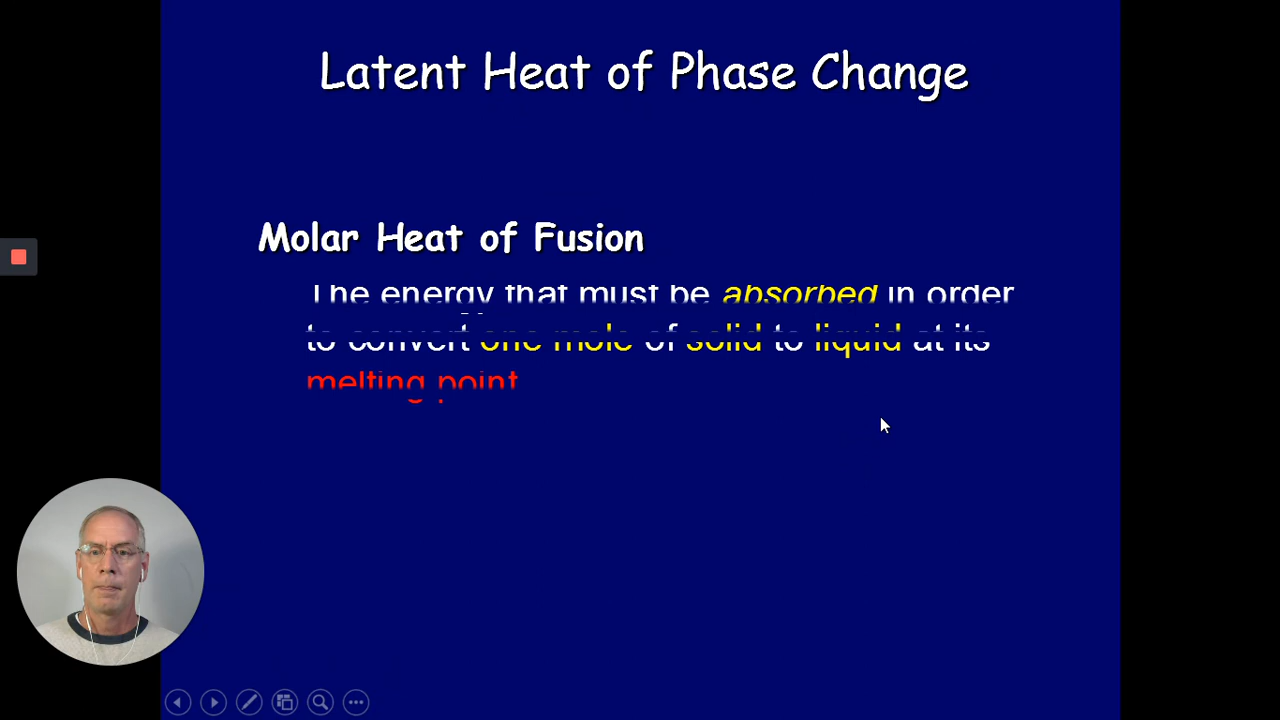 Latent Heat of Phase Change
Molar Heat of Fusion
The energy that must be absorbed in order
to convert one mole of solid to liquid at its
melting point